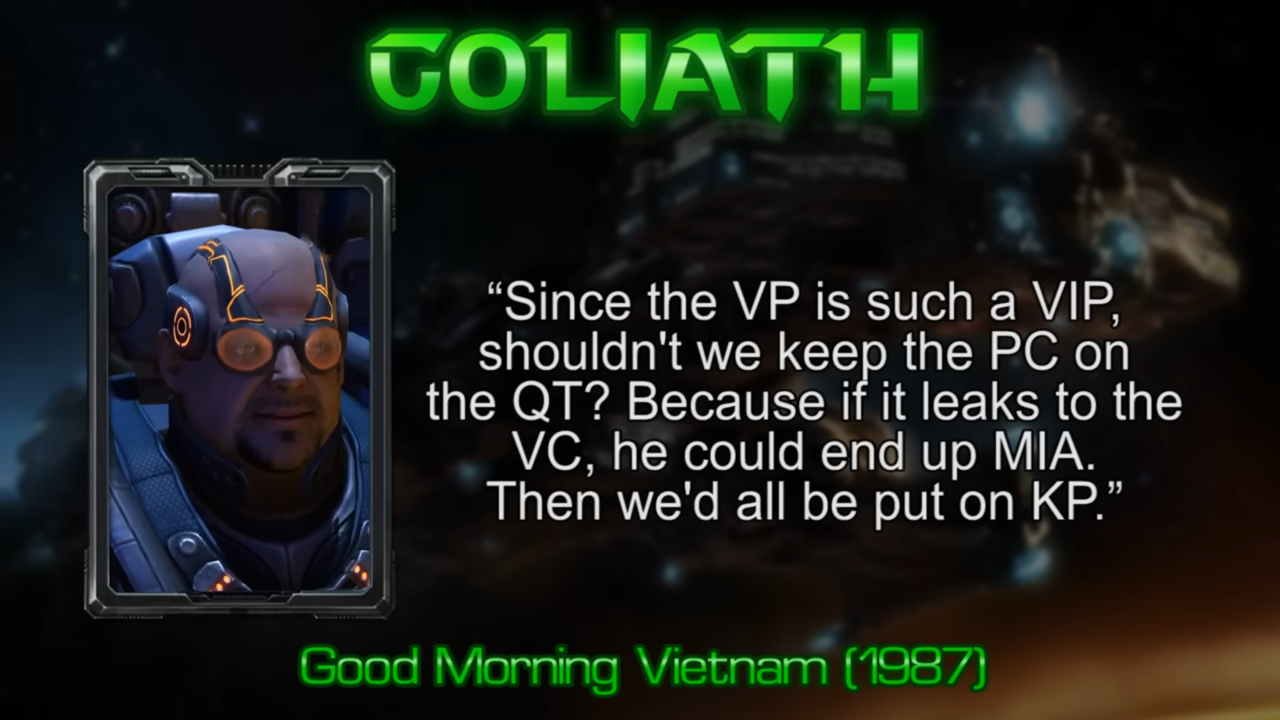 GOLIATH
“Since the VP is such a VIP,
shouldn't we keep the PC on
the QT? Because if it leaks to the
VC, he could end up MIA.
Then we'd all be put on KP.”
Good Morning Vietnam (1987)